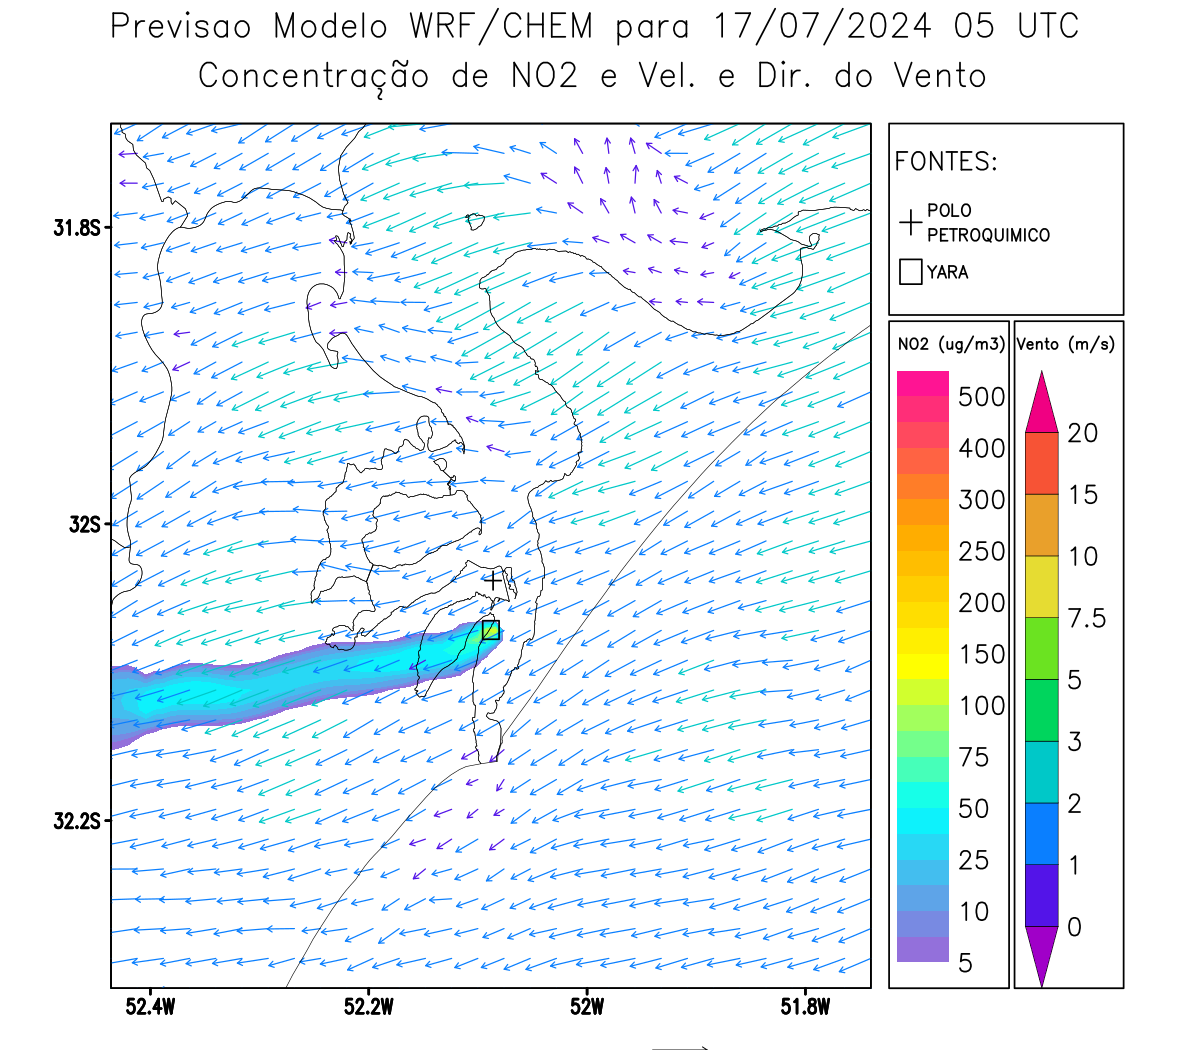 Previsao Modelo WRF/CHEM para 17/07/2024 05 UTC
Concentração de NO2 e Vel. e Dir. do Vento
FONTES:
POLO
PETROQUIMICO
YARA
NO2 (ug/m3)
500
400
300
250
200
150
100
75
50
25
10
5
Vento (m/s)
20
15
10
7.5
5
3
2
1
0
31.8S
32S
32.2S
52.4W
52.2W
52W
51.8W